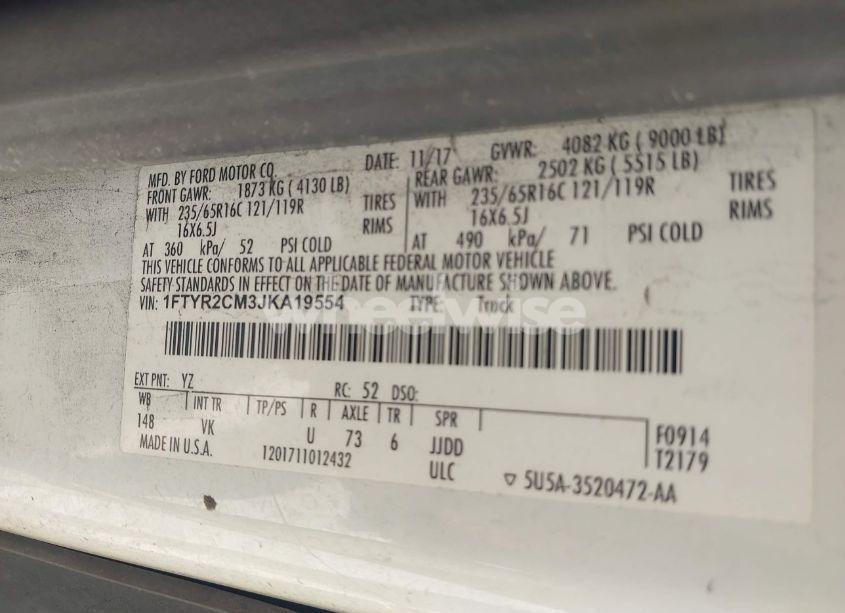 MFD. BY FORD MOTOR CO.
DATE: 11/17 GVWR: 4082 KG ( 9000 LB)
FRONT GAWR: 1873 KG ( 4130 LB)
REAR GAWR: 2502 KG ( 5515 LB)
WITH 235/65R16C 121/119R TIRES
WITH 235/65R16C 121/119R TIRES
16X6.5J RIMS
16X6.5J RIMS
AT 360 kPa/ 52 PSI COLD
AT 490 kPa/ 71 PSI COLD
THIS VEHICLE CONFORMS TO ALL APPLICABLE FEDERAL MOTOR VEHICLE
SAFETY STANDARDS IN EFFECT ON THE DATE OF MANUFACTURE SHOWN ABOVE.
VIN: 1FTYR2CM3JKA19554 TYPE: Truck
wheelwise
EXT PNT: YZ RC: 52 DSO:
WB INT TR TP/PS R AXLE TR SPR
148 VK U 73 6 JJDD F0914
MADE IN U.S.A. 1201711012432 ULC T2179
▽ 5U5A-3520472-AA